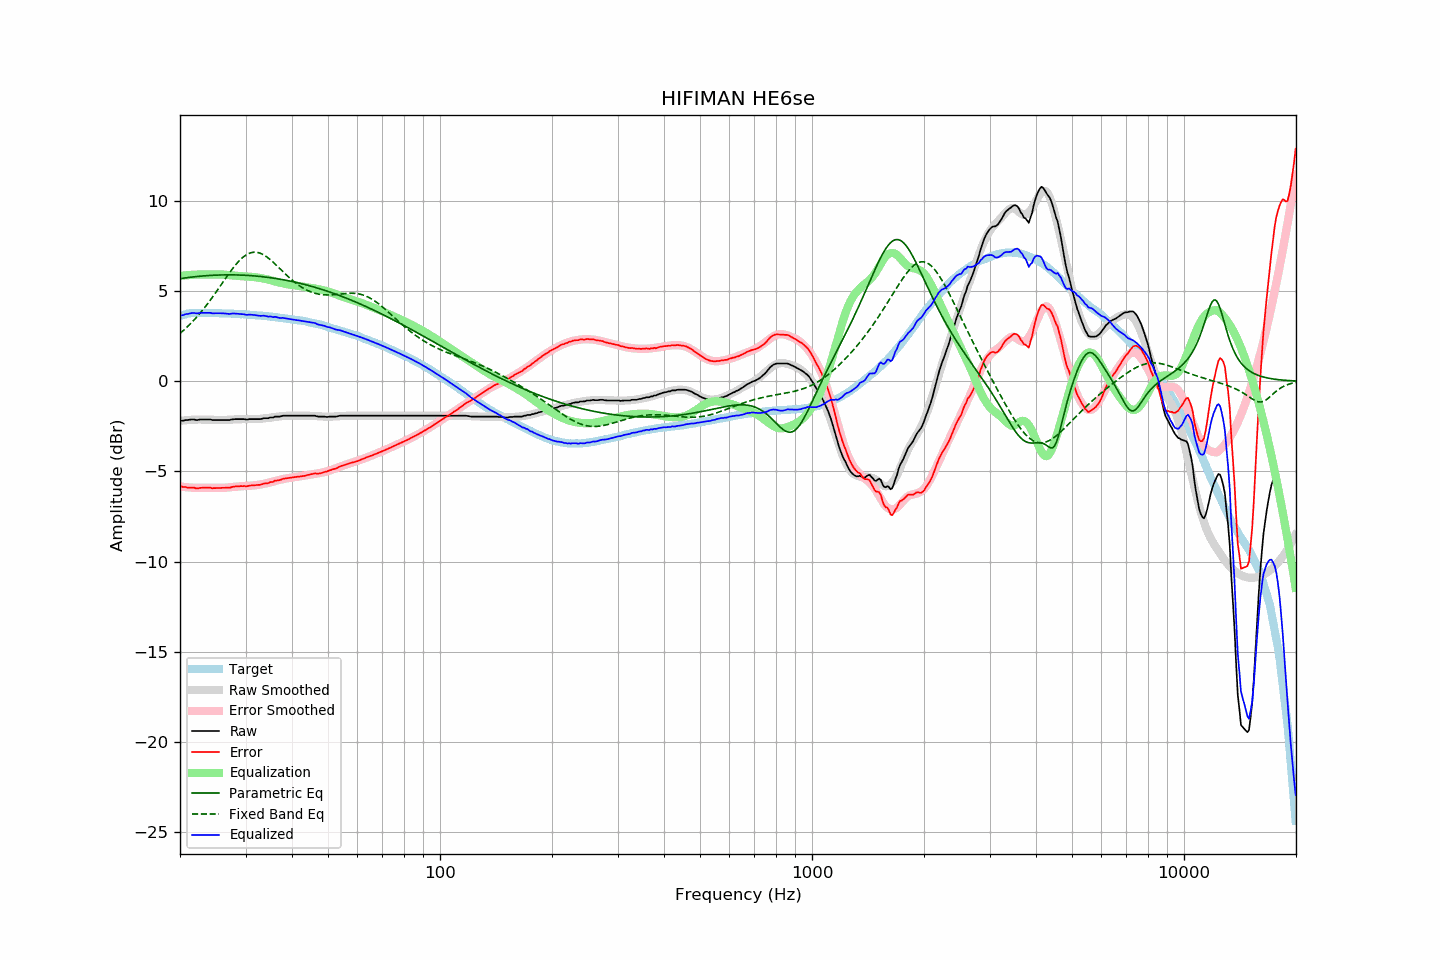 HIFIMAN HE6se
Amplitude (dBr)
10
5
0
−5
−10
−15
−20
−25
Target
Raw Smoothed
Error Smoothed
Raw
Error
Equalization
Parametric Eq
Fixed Band Eq
Equalized
100
1000
10000
Frequency (Hz)